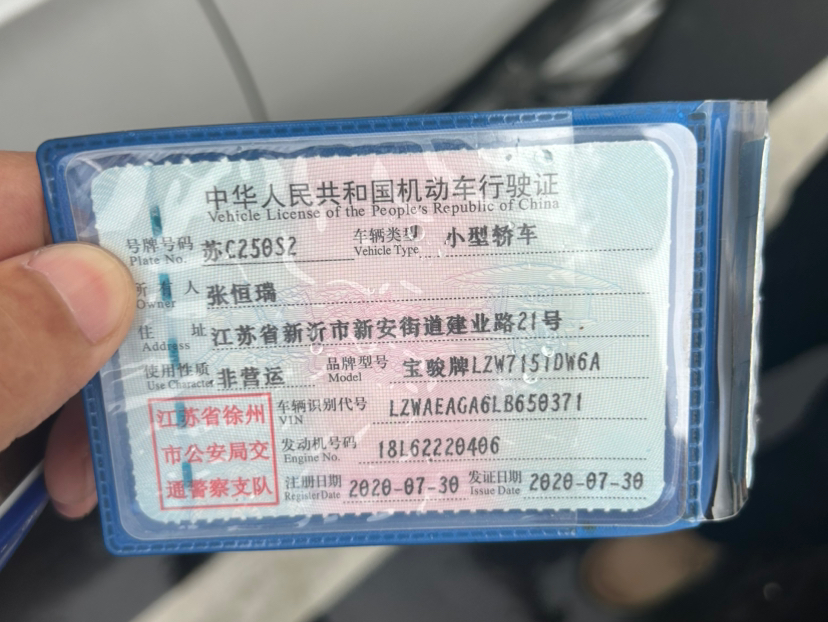 中华人民共和国机动车行驶证
Vehicle License of the People's Republic of China
号牌号码 苏C250S2 车辆类型 小型轿车
Plate No. Vehicle Type
所有人 张恒瑞
Owner
住址 江苏省新沂市新安街道建业路21号
Address
使用性质 非营运 品牌型号 宝骏牌LZW7151DW6A
Use Character Model
江苏省徐州 车辆识别代号 LZWAEAGA6LB650371
VIN
市公安局交 发动机号码 18L62220406
Engine No.
通警察支队 注册日期 2020-07-30 发证日期 2020-07-30
Register Date Issue Date